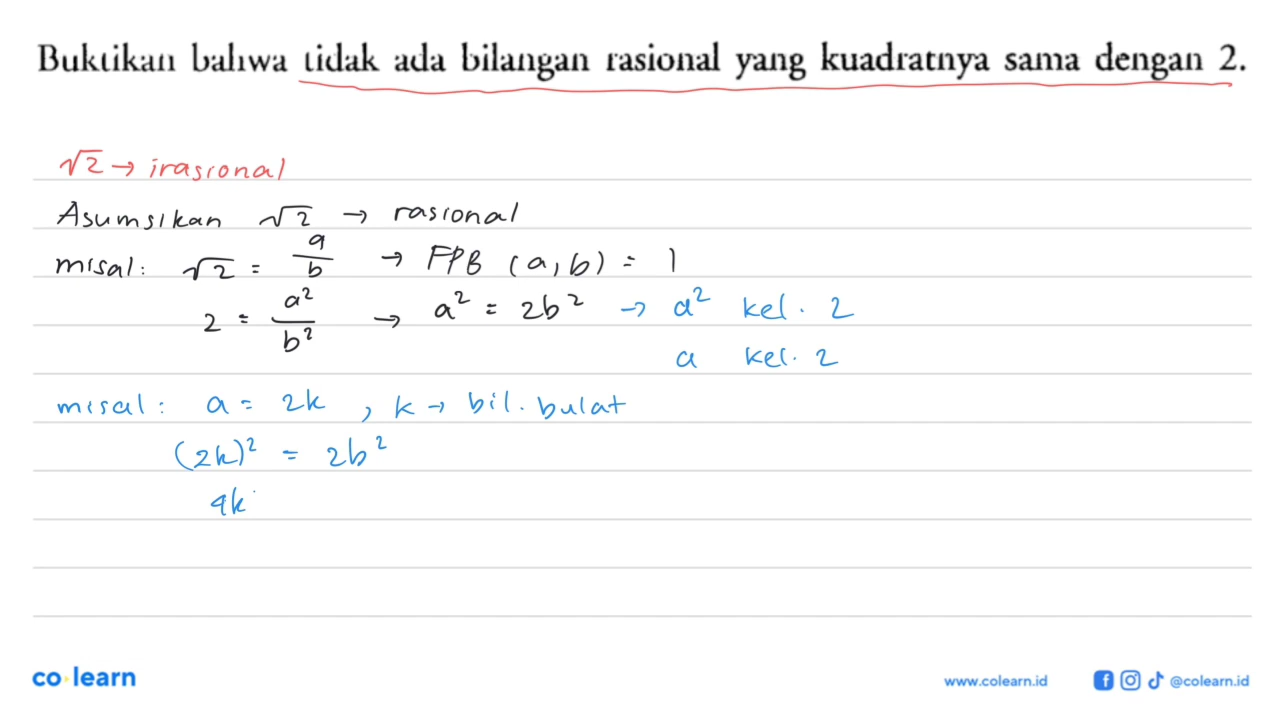 Buktikan bahwa tidak ada bilangan rasional yang kuadratnya sama dengan 2.
√2 → irasional
Asumsikan √2 → rasional
misal: √2 = a/b → FPB (a, b) = 1
2 = a²/b² → a² = 2b² → a² kel. 2
a kel. 2
misal: a = 2k, k → bil. bulat
(2k)² = 2b²
4k
co·learn
www.colearn.id @colearn.id